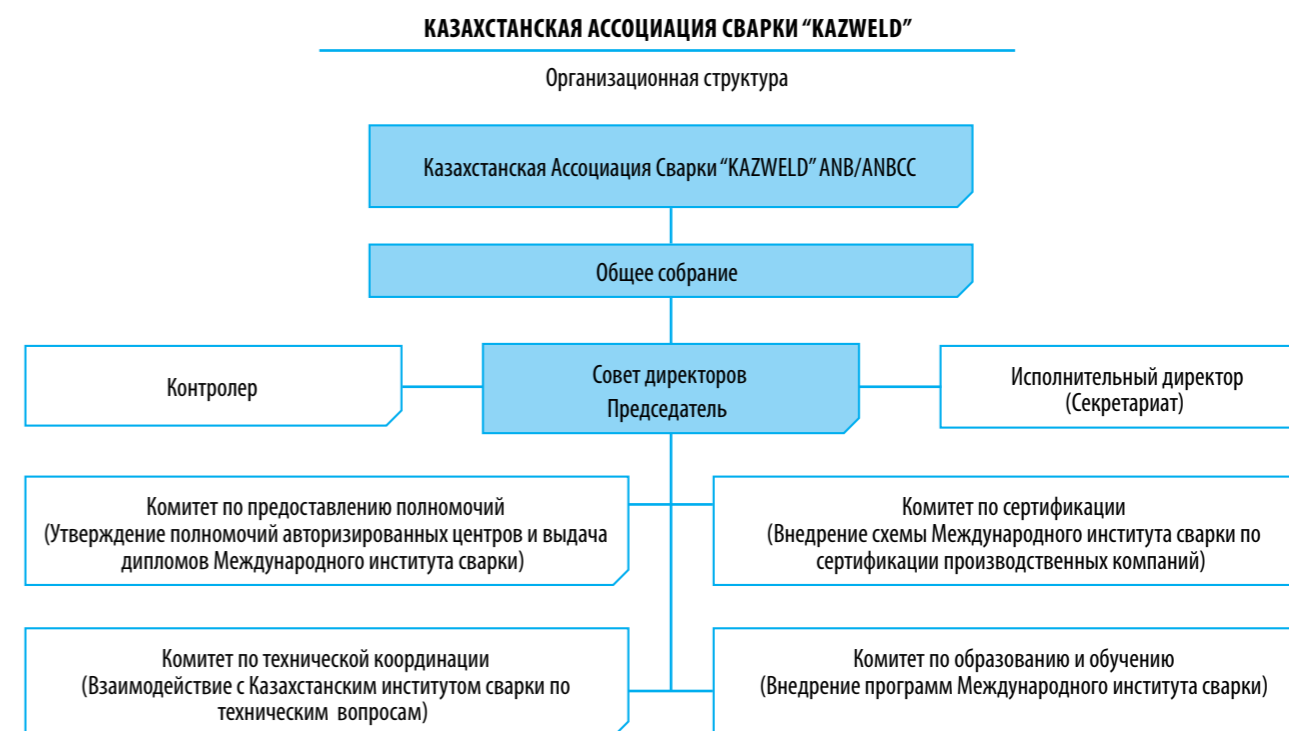 КАЗАХСТАНСКАЯ АССОЦИАЦИЯ СВАРКИ “KAZWELD”
Организационная структура
Казахстанская Ассоциация Сварки “KAZWELD” ANB/ANBCC
Общее собрание
Контролер
Совет директоров
Председатель
Исполнительный директор
(Секретариат)
Комитет по предоставлению полномочий
(Утверждение полномочий авторизированных центров и выдача
дипломов Международного института сварки)
Комитет по сертификации
(Внедрение схемы Международного института сварки по
сертификации производственных компаний)
Комитет по технической координации
(Взаимодействие с Казахстанским институтом сварки по
техническим вопросам)
Комитет по образованию и обучению
(Внедрение программ Международного института сварки)